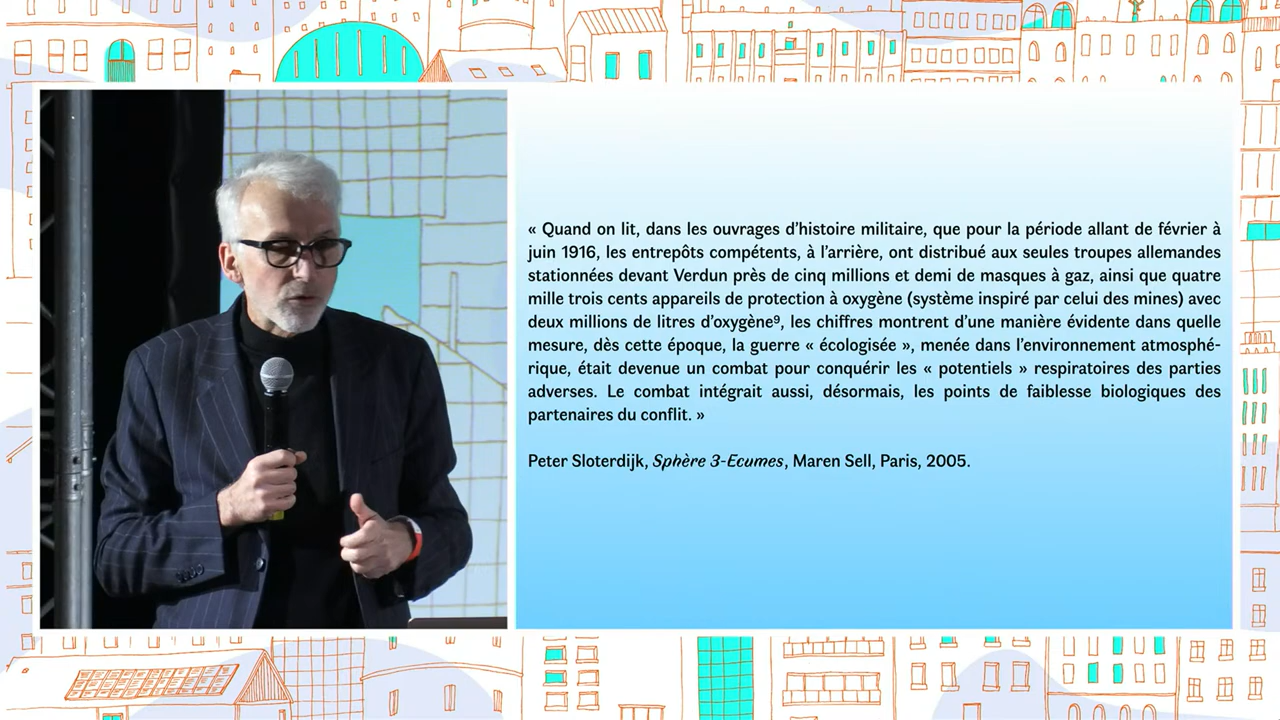 « Quand on lit, dans les ouvrages d’histoire militaire, que pour la période allant de février à
juin 1916, les entrepôts compétents, à l’arrière, ont distribué aux seules troupes allemandes
stationnées devant Verdun près de cinq millions et demi de masques à gaz, ainsi que quatre
mille trois cents appareils de protection à oxygène (système inspiré par celui des mines) avec
deux millions de litres d’oxygène⁹, les chiffres montrent d’une manière évidente dans quelle
mesure, dès cette époque, la guerre « écologisée », menée dans l’environnement atmosphé-
rique, était devenue un combat pour conquérir les « potentiels » respiratoires des parties
adverses. Le combat intégrait aussi, désormais, les points de faiblesse biologiques des
partenaires du conflit. »
Peter Sloterdijk, Sphère 3-Ecumes, Maren Sell, Paris, 2005.